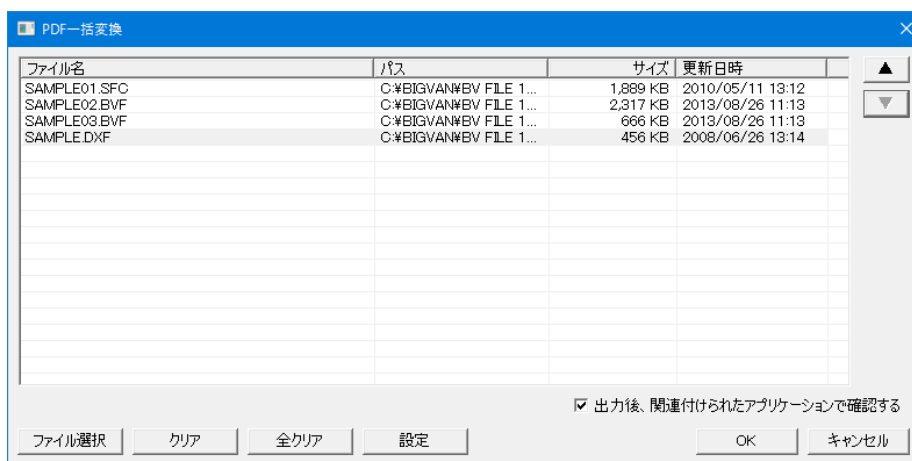 PDF一括変換
ファイル名 パス サイズ 更新日時
SAMPLE01.SFC C:¥BIGVAN¥BV FILE 1... 1,889 KB 2010/05/11 13:12
SAMPLE02.BVF C:¥BIGVAN¥BV FILE 1... 2,317 KB 2013/08/26 11:13
SAMPLE03.BVF C:¥BIGVAN¥BV FILE 1... 666 KB 2013/08/26 11:13
SAMPLE.DXF C:¥BIGVAN¥BV FILE 1... 456 KB 2008/06/26 13:14
出力後、関連付けられたアプリケーションで確認する
ファイル選択 クリア 全クリア 設定 OK キャンセル